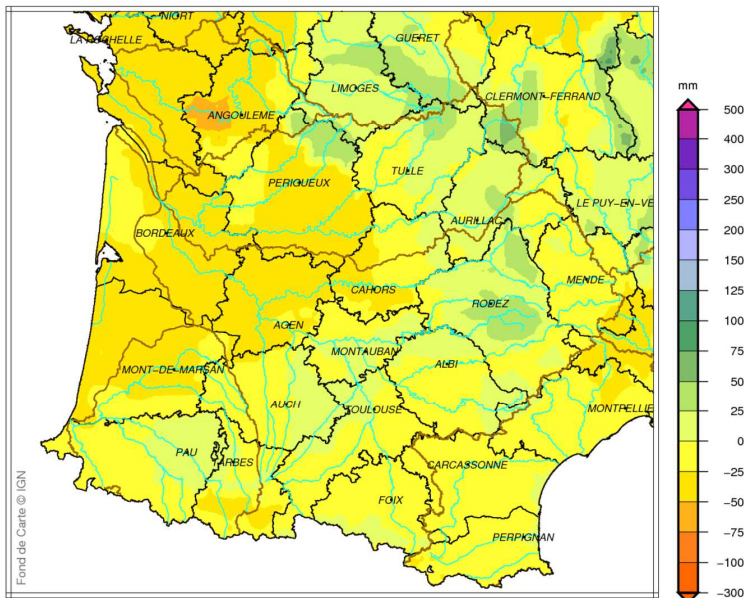 NIORT
LA ROCHELLE
GUERET
LIMOGES
CLERMONT-FERRAND
ANGOULEME
TULLE
PERIGUEUX
LE PUY-EN-VE
AURILLAC
BORDEAUX
MENDE
CAHORS
RODEZ
AGEN
MONTAUBAN
ALBI
MONT-DE-MARSAN
AUCH
TOULOUSE
MONTPELLIE
PAU
TARBES
CARCASSONNE
FOIX
PERPIGNAN
Fond de Carte © IGN
mm
500
400
300
250
200
150
125
100
75
50
25
0
-25
-50
-75
-100
-300